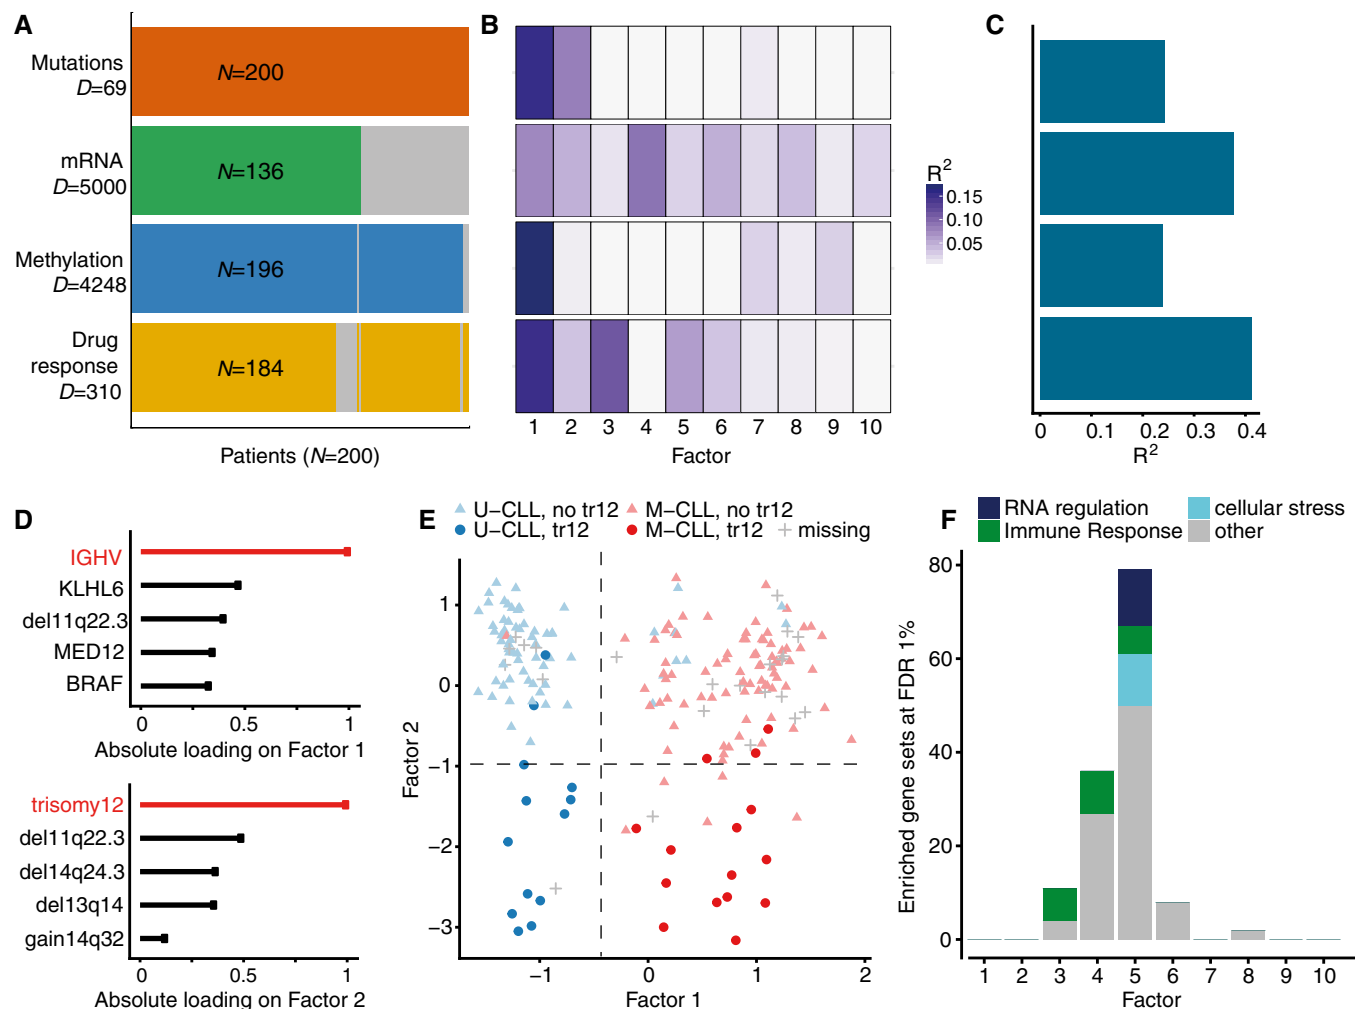 A
Mutations
D=69
N=200
mRNA
D=5000
N=136
Methylation
D=4248
N=196
Drug
response
D=310
N=184
Patients (N=200)
B
1 2 3 4 5 6 7 8 9 10
Factor
R2
0.15
0.10
0.05
C
0 0.1 0.2 0.3 0.4
R2
D
IGHV
KLHL6
del11q22.3
MED12
BRAF
0 0.5 1
Absolute loading on Factor 1
trisomy12
del11q22.3
del14q24.3
del13q14
gain14q32
0 0.5 1
Absolute loading on Factor 2
E
U−CLL, no tr12 M−CLL, no tr12
U−CLL, tr12 M−CLL, tr12 missing
Factor 2
1
0
−1
−2
−3
−1 0 1 2
Factor 1
F
RNA regulation cellular stress
Immune Response other
Enriched gene sets at FDR 1%
80
60
40
20
0
1 2 3 4 5 6 7 8 9 10
Factor